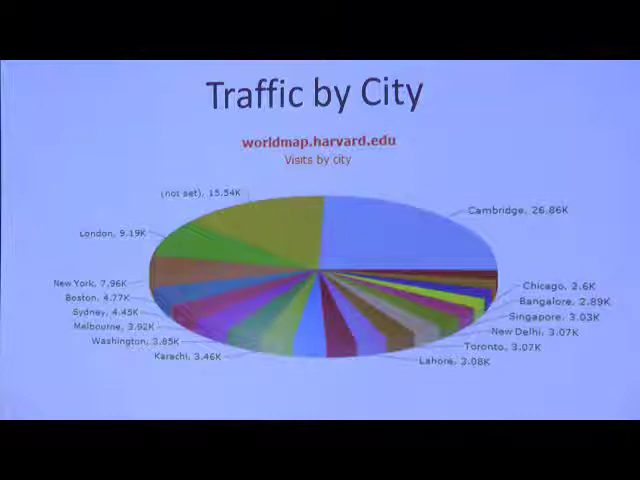 Traffic by City
worldmap.harvard.edu
Visits by city
(not set), 15.54K
Cambridge, 26.86K
London, 9.19K
New York, 7.96K
Boston, 4.77K
Sydney, 4.45K
Melbourne, 3.92K
Washington, 3.85K
Karachi, 3.46K
Chicago, 2.6K
Bangalore, 2.89K
Singapore, 3.03K
New Delhi, 3.07K
Toronto, 3.07K
Lahore, 3.08K